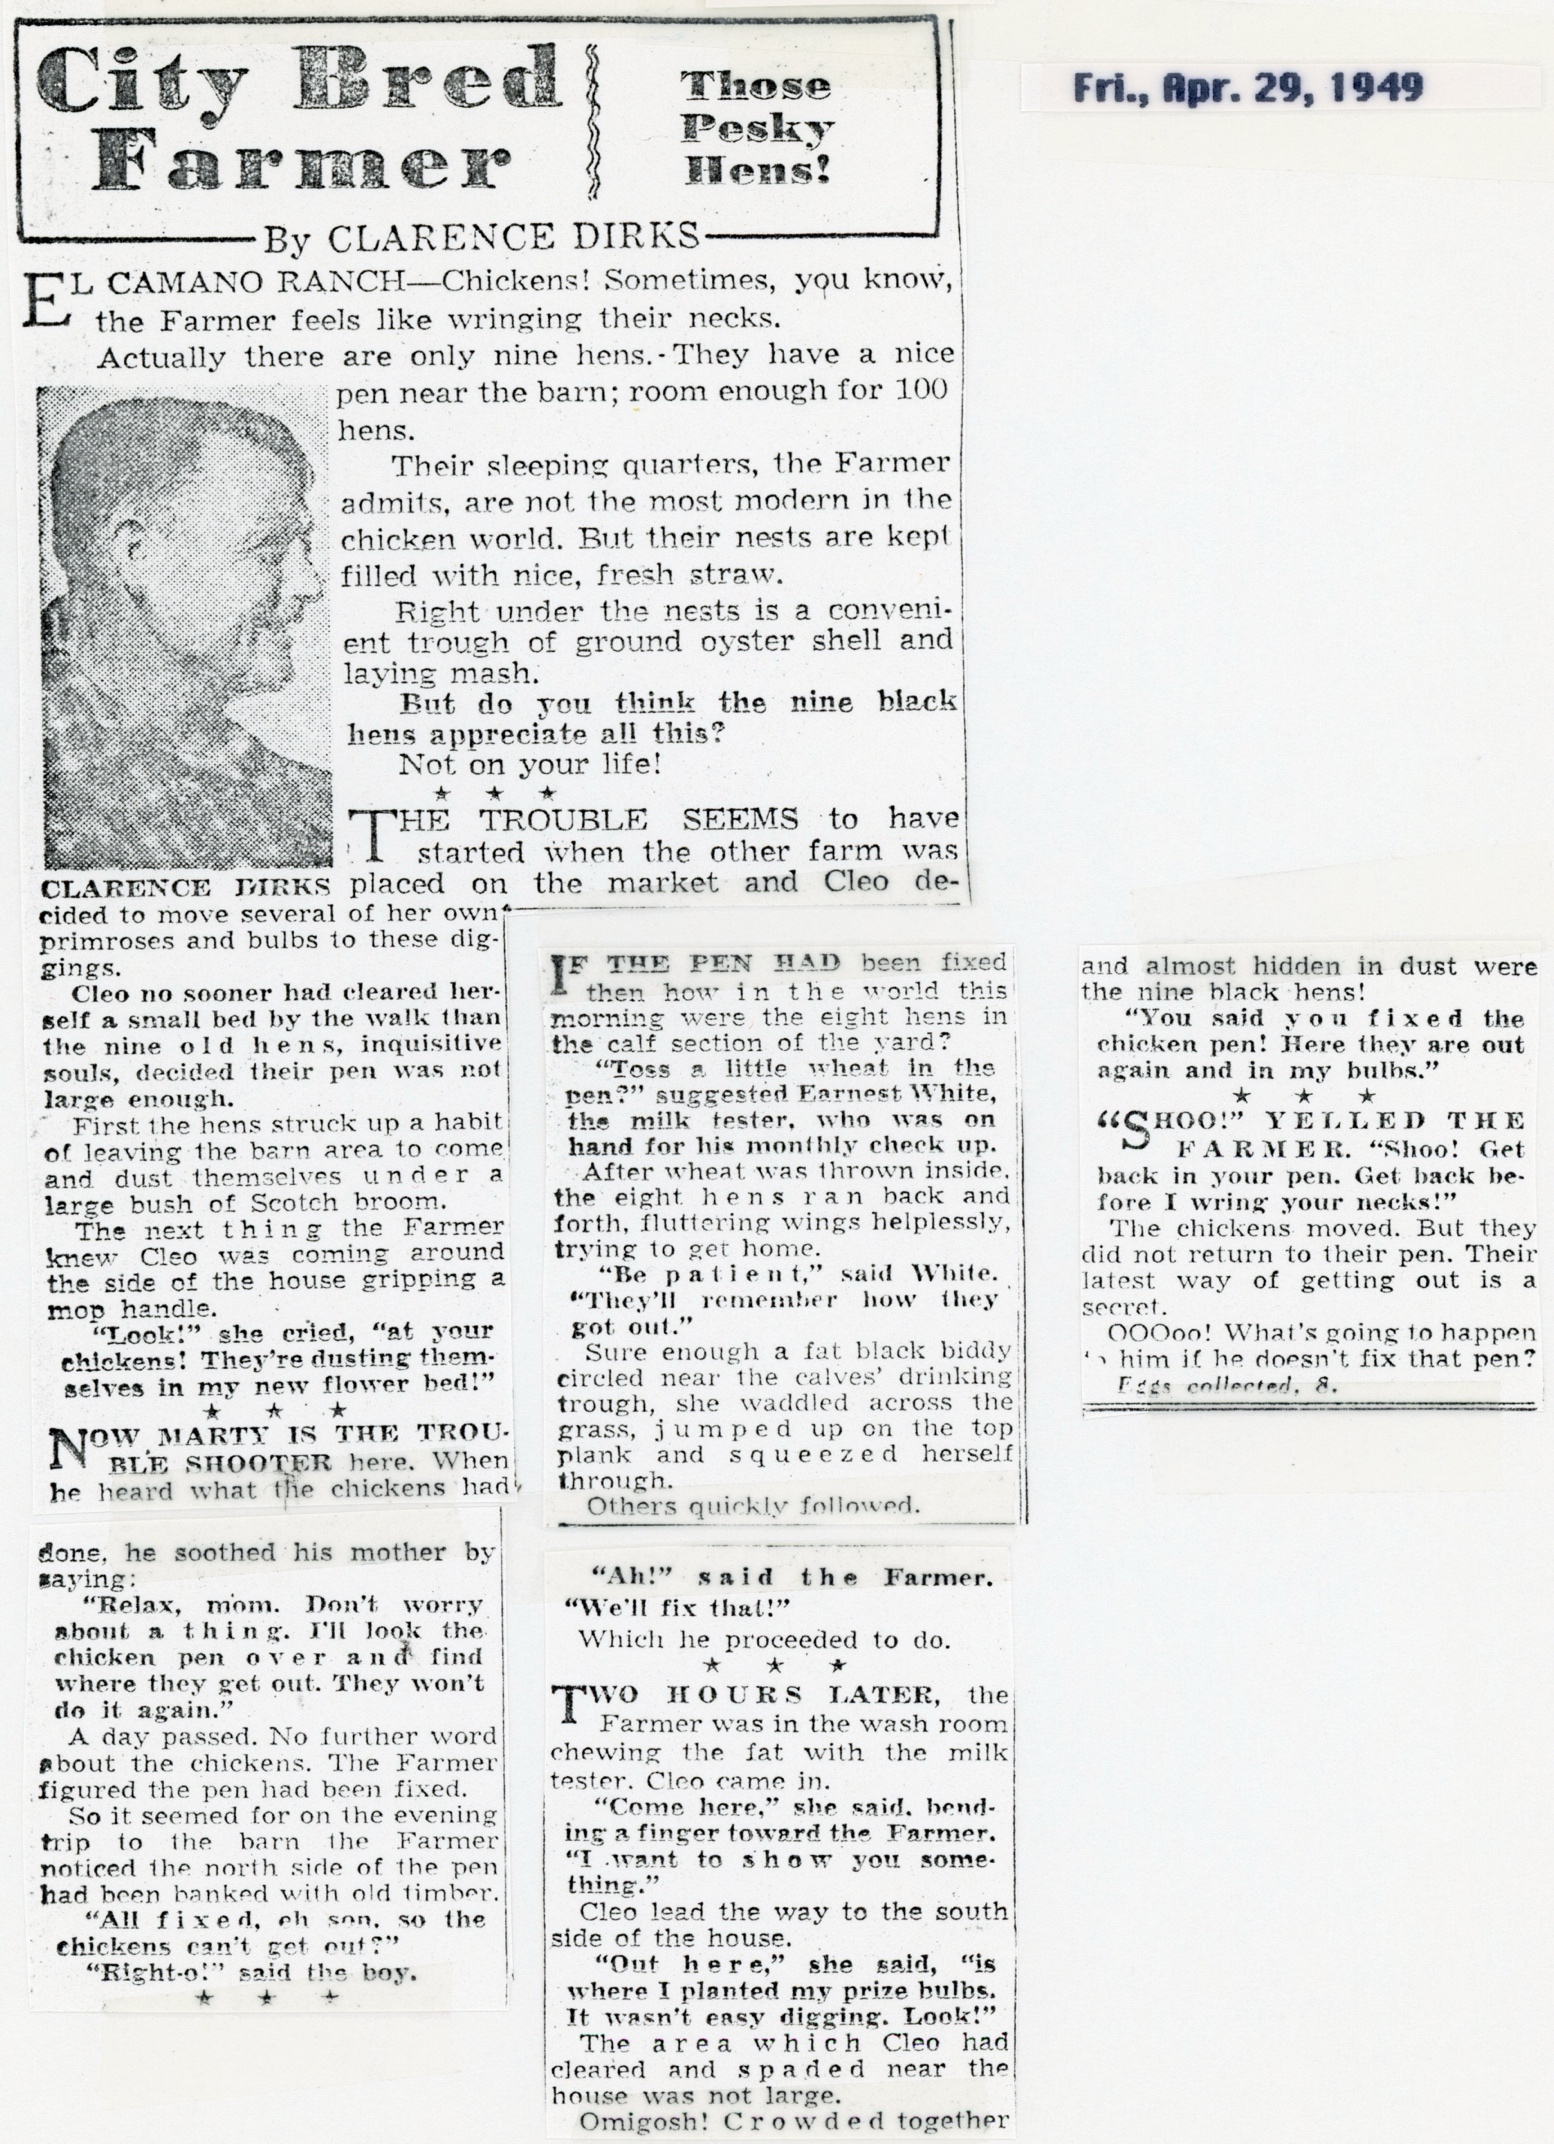 City Bred
Farmer
Those
Pesky
Hens!
Fri., Apr. 29, 1949
By CLARENCE DIRKS
EL CAMANO RANCH—Chickens! Sometimes, you know,
the Farmer feels like wringing their necks.
Actually there are only nine hens. They have a nice
pen near the barn; room enough for 100
hens.
Their sleeping quarters, the Farmer
admits, are not the most modern in the
chicken world. But their nests are kept
filled with nice, fresh straw.
Right under the nests is a conveni-
ent trough of ground oyster shell and
laying mash.
But do you think the nine black
hens appreciate all this?
Not on your life!
★ ★ ★
THE TROUBLE SEEMS to have
started when the other farm was
CLARENCE DIRKS
placed on the market and Cleo de-
cided to move several of her own
primroses and bulbs to these dig-
gings.
Cleo no sooner had cleared her-
self a small bed by the walk than
the nine old hens, inquisitive
souls, decided their pen was not
large enough.
First the hens struck up a habit
of leaving the barn area to come
and dust themselves under a
large bush of Scotch broom.
The next thing the Farmer
knew Cleo was coming around
the side of the house gripping a
mop handle.
"Look!" she cried, "at your
chickens! They're dusting them-
selves in my new flower bed!"
★ ★ ★
NOW MARTY IS THE TROU-
BLE SHOOTER here. When
he heard what the chickens had
done, he soothed his mother by
saying:
"Relax, mom. Don't worry
about a thing. I'll look the
chicken pen over and find
where they get out. They won't
do it again."
A day passed. No further word
about the chickens. The Farmer
figured the pen had been fixed.
So it seemed for on the evening
trip to the barn the Farmer
noticed the north side of the pen
had been banked with old timber.
"All fixed, eh son, so the
chickens can't get out?"
"Right-o!" said the boy.
★ ★ ★
IF THE PEN HAD been fixed
then how in the world this
morning were the eight hens in
the calf section of the yard?
"Toss a little wheat in the
pen?" suggested Earnest White,
the milk tester, who was on
hand for his monthly check up.
After wheat was thrown inside,
the eight hens ran back and
forth, fluttering wings helplessly,
trying to get home.
"Be patient," said White.
"They'll remember how they
got out."
Sure enough a fat black biddy
circled near the calves' drinking
trough, she waddled across the
grass, jumped up on the top
plank and squeezed herself
through.
Others quickly followed.
"Ah!" said the Farmer.
"We'll fix that!"
Which he proceeded to do.
★ ★ ★
TWO HOURS LATER, the
Farmer was in the wash room
chewing the fat with the milk
tester. Cleo came in.
"Come here," she said, bend-
ing a finger toward the Farmer.
"I want to show you some-
thing."
Cleo lead the way to the south
side of the house.
"Out here," she said, "is
where I planted my prize bulbs.
It wasn't easy digging. Look!"
The area which Cleo had
cleared and spaded near the
house was not large.
Omigosh! Crowded together
and almost hidden in dust were
the nine black hens!
"You said you fixed the
chicken pen! Here they are out
again and in my bulbs."
★ ★ ★
"SHOO!" YELLED THE
FARMER. "Shoo! Get
back in your pen. Get back be-
fore I wring your necks!"
The chickens moved. But they
did not return to their pen. Their
latest way of getting out is a
secret.
OOOoo! What's going to happen
him if he doesn't fix that pen?
Eggs collected, 8.